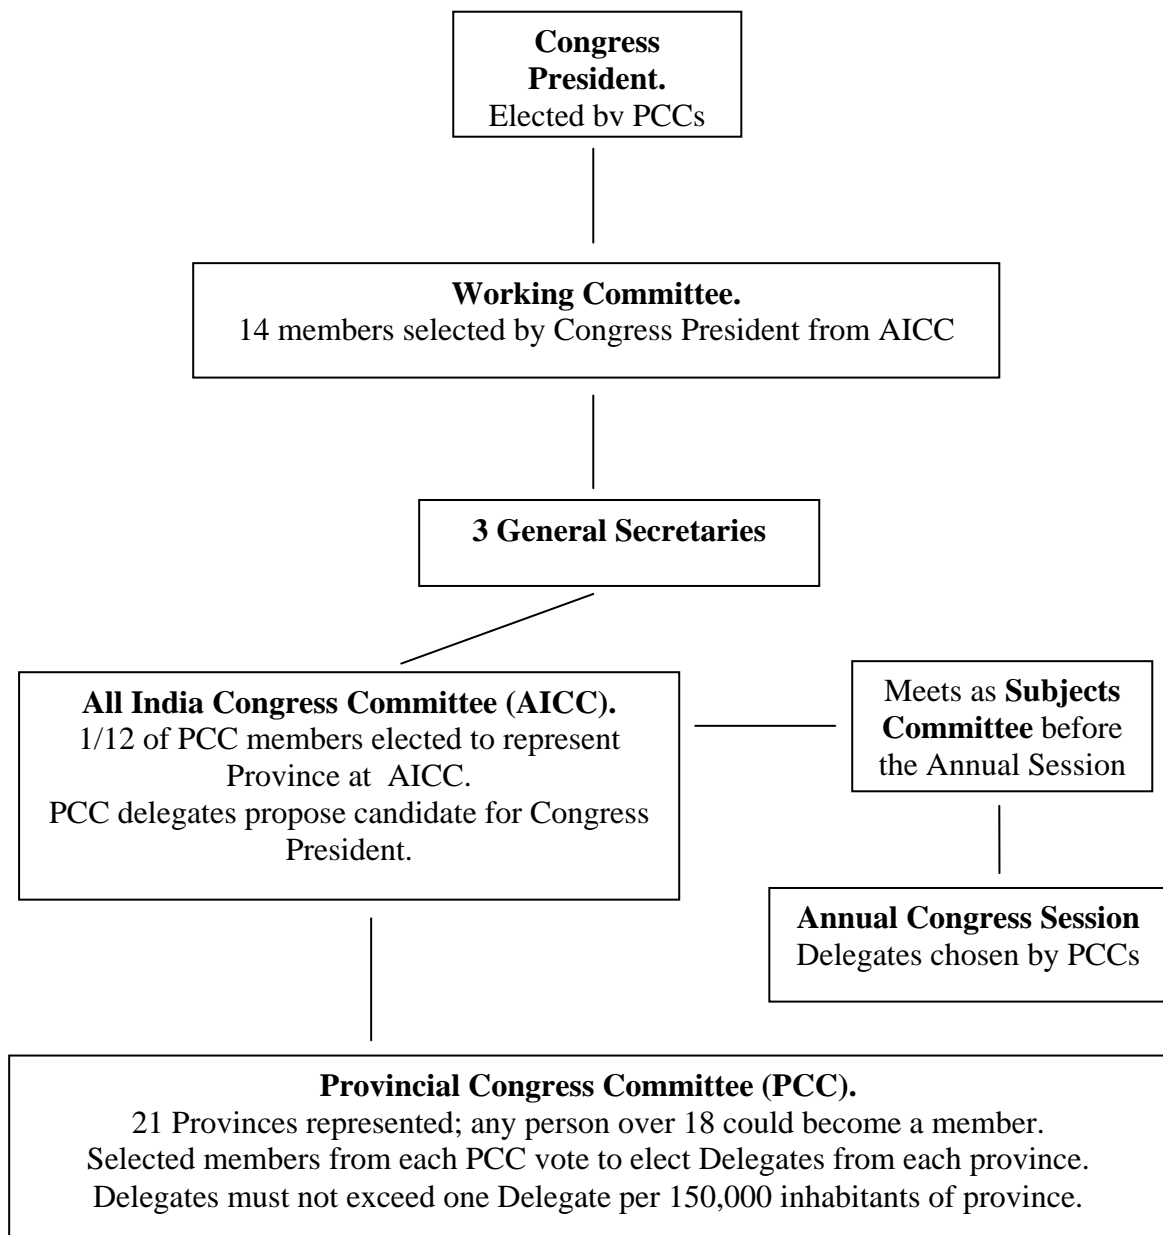 Congress
President.
Elected by PCCs
Working Committee.
14 members selected by Congress President from AICC
3 General Secretaries
All India Congress Committee (AICC).
1/12 of PCC members elected to represent
Province at AICC.
PCC delegates propose candidate for Congress
President.
Meets as Subjects
Committee before
the Annual Session
Annual Congress Session
Delegates chosen by PCCs
Provincial Congress Committee (PCC).
21 Provinces represented; any person over 18 could become a member.
Selected members from each PCC vote to elect Delegates from each province.
Delegates must not exceed one Delegate per 150,000 inhabitants of province.